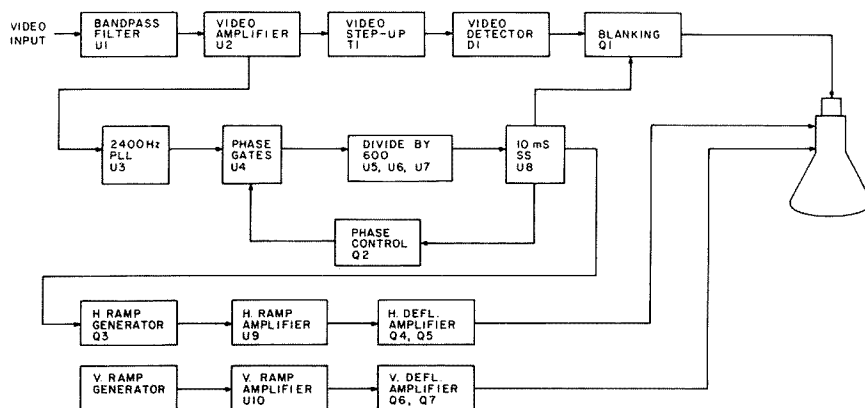 VIDEO
INPUT
BANDPASS
FILTER
U1
VIDEO
AMPLIFIER
U2
VIDEO
STEP-UP
T1
VIDEO
DETECTOR
D1
BLANKING
Q1
2400Hz
PLL
U3
PHASE
GATES
U4
DIVIDE BY
600
U5, U6, U7
10 mS
SS
U8
PHASE
CONTROL
Q2
H RAMP
GENERATOR
Q3
H. RAMP
AMPLIFIER
U9
H. DEFL.
AMPLIFIER
Q4, Q5
V. RAMP
GENERATOR
V. RAMP
AMPLIFIER
U10
V. DEFL.
AMPLIFIER
Q6, Q7